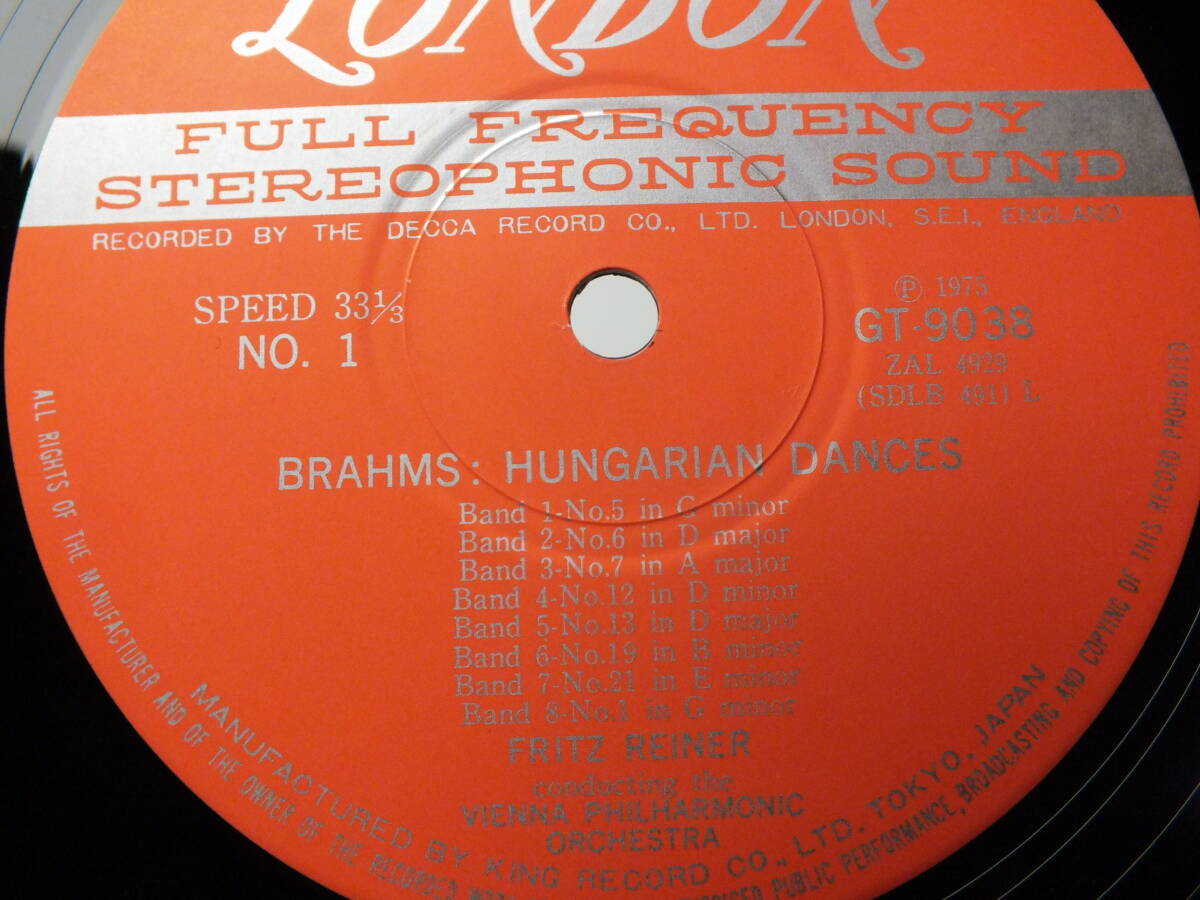 LONDON
FULL FREQUENCY
STEREOPHONIC SOUND
RECORDED BY THE DECCA RECORD CO., LTD. LONDON, S.E.I., ENGLAND
SPEED 33⅓
NO. 1
Ⓟ 1975
GT-9038
ZAL 4929
(SDLB 491) L
BRAHMS: HUNGARIAN DANCES
Band 1-No.5 in G minor
Band 2-No.6 in D major
Band 3-No.7 in A major
Band 4-No.12 in D minor
Band 5-No.13 in D major
Band 6-No.19 in B minor
Band 7-No.21 in E minor
Band 8-No.1 in G minor
FRITZ REINER
conducting the
VIENNA PHILHARMONIC
ORCHESTRA
MANUFACTURED BY KING RECORD CO., LTD. TOKYO, JAPAN
ALL RIGHTS OF THE MANUFACTURER AND OF THE OWNER OF THE RECORDED PUBLIC PERFORMANCE, BROADCASTING AND COPYING OF THIS RECORD PROHIBITED